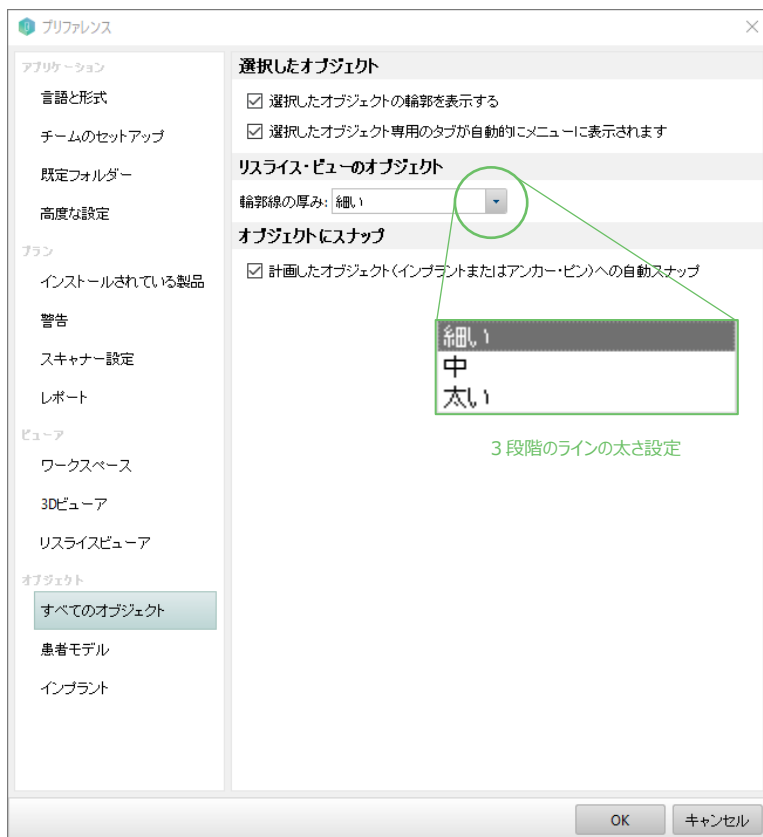 プリファレンス
アプリケーション
言語と形式
チームのセットアップ
既定フォルダー
高度な設定
プラン
インストールされている製品
警告
スキャナー設定
レポート
ビューア
ワークスペース
3Dビューア
リスライスビューア
オブジェクト
すべてのオブジェクト
患者モデル
インプラント
選択したオブジェクト
選択したオブジェクトの輪郭を表示する
選択したオブジェクト専用のタブが自動的にメニューに表示されます
リスライス・ビューのオブジェクト
輪郭線の厚み: 細い
オブジェクトにスナップ
計画したオブジェクト(インプラントまたはアンカー・ピン)への自動スナップ
細い
中
太い
3段階のラインの太さ設定
OK
キャンセル